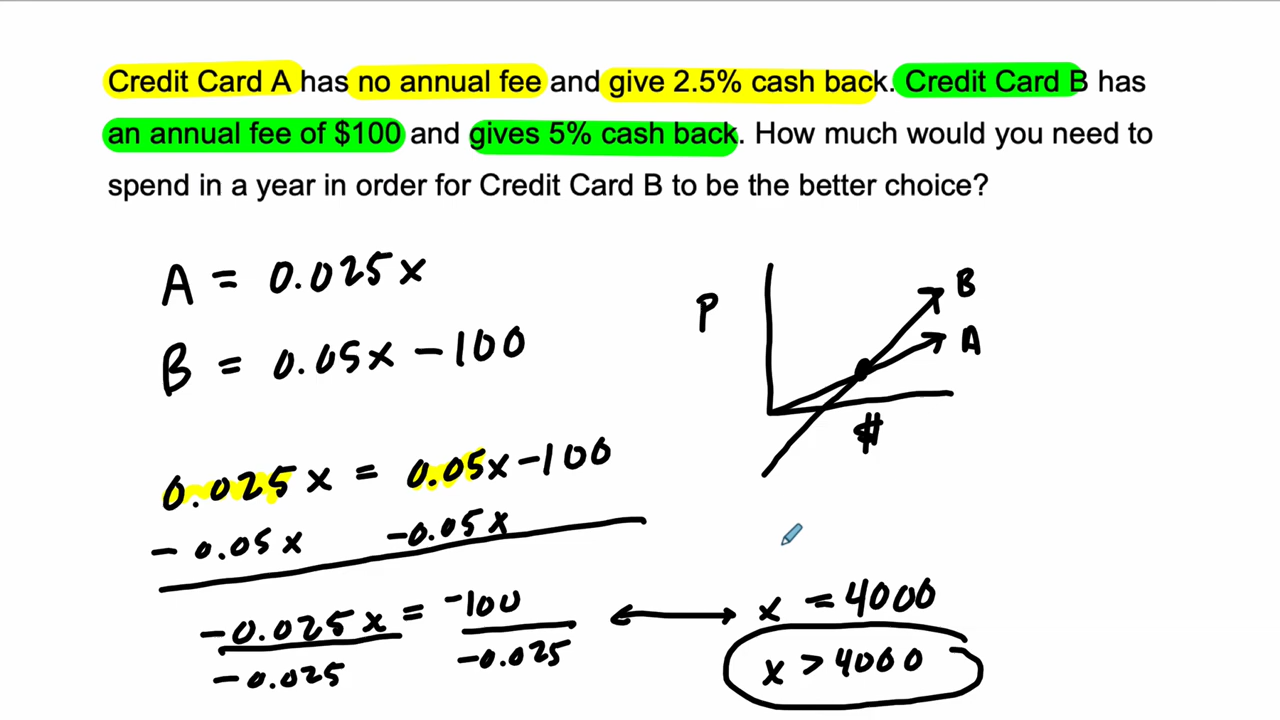 Credit Card A has no annual fee and give 2.5% cash back. Credit Card B has
an annual fee of $100 and gives 5% cash back. How much would you need to
spend in a year in order for Credit Card B to be the better choice?
A = 0.025x
B = 0.05x - 100
P
B
A
$
0.025x = 0.05x - 100
- 0.05x - 0.05x
-0.025x = -100
-0.025 -0.025
x = 4000
x > 4000